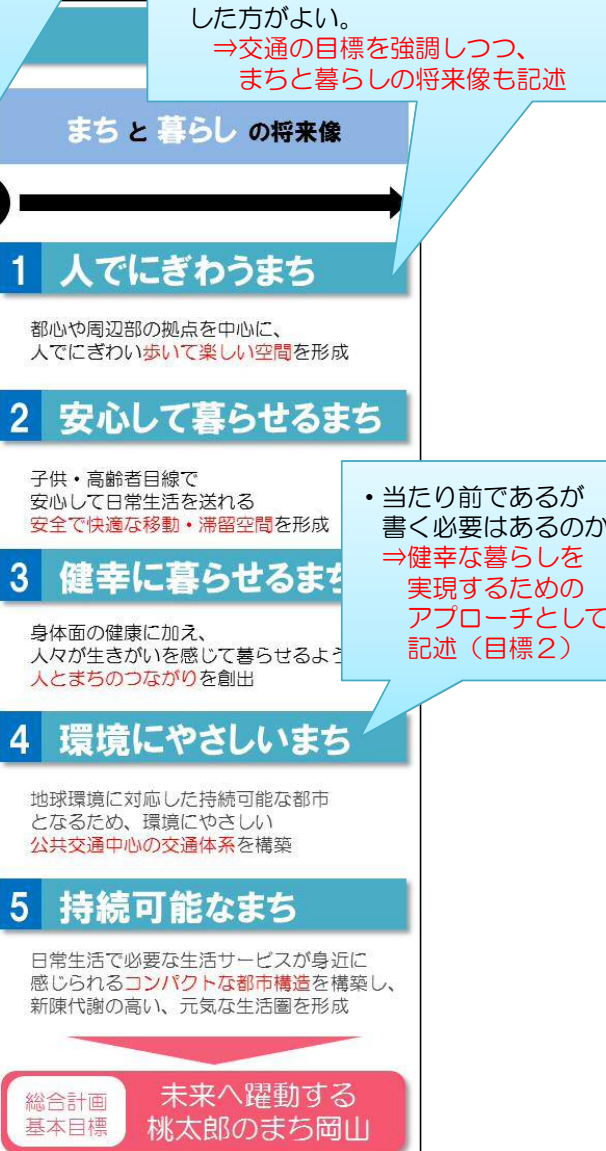 した方がよい。
⇒交通の目標を強調しつつ、
まちと暮らしの将来像も記述
まち と 暮らし の将来像
1 人でにぎわうまち
都心や周辺部の拠点を中心に、
人でにぎわい歩いて楽しい空間を形成
2 安心して暮らせるまち
子供・高齢者目線で
安心して日常生活を送れる
安全で快適な移動・滞留空間を形成
・当たり前であるが
書く必要はあるのか
⇒健幸な暮らしを
実現するための
アプローチとして
記述（目標２）
3 健幸に暮らせるまち
身体面の健康に加え、
人々が生きがいを感じて暮らせるよう
人とまちのつながりを創出
4 環境にやさしいまち
地球環境に対応した持続可能な都市
となるため、環境にやさしい
公共交通中心の交通体系を構築
5 持続可能なまち
日常生活で必要な生活サービスが身近に
感じられるコンパクトな都市構造を構築し、
新陳代謝の高い、元気な生活圏を形成
総合計画
基本目標
未来へ躍動する
桃太郎のまち岡山